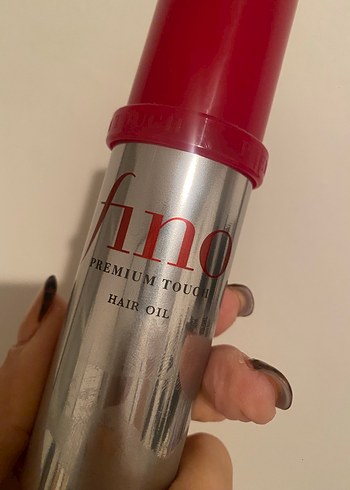 fino
PREMIUM TOUCH
HAIR OIL